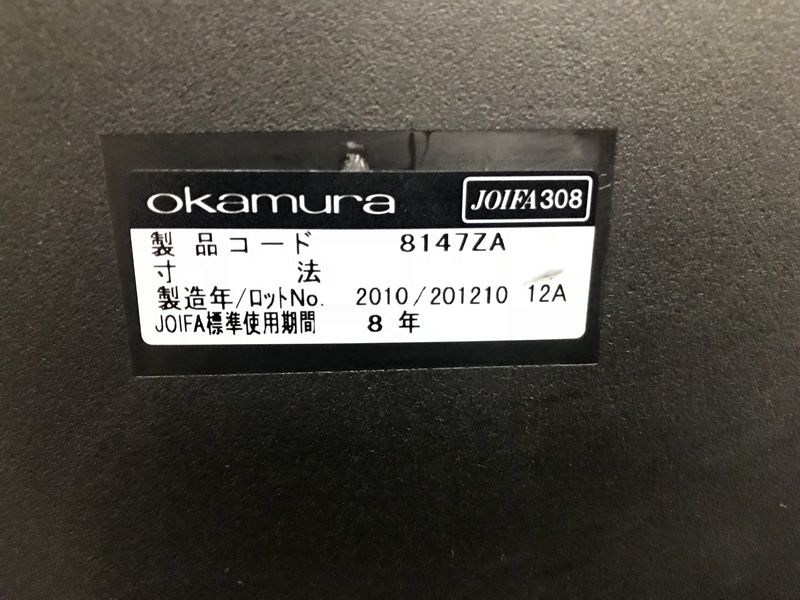 okamura JOIFA308
製品コード 8147ZA
寸法
製造年/ロットNo. 2010/201210 12A
JOIFA標準使用期間 8年